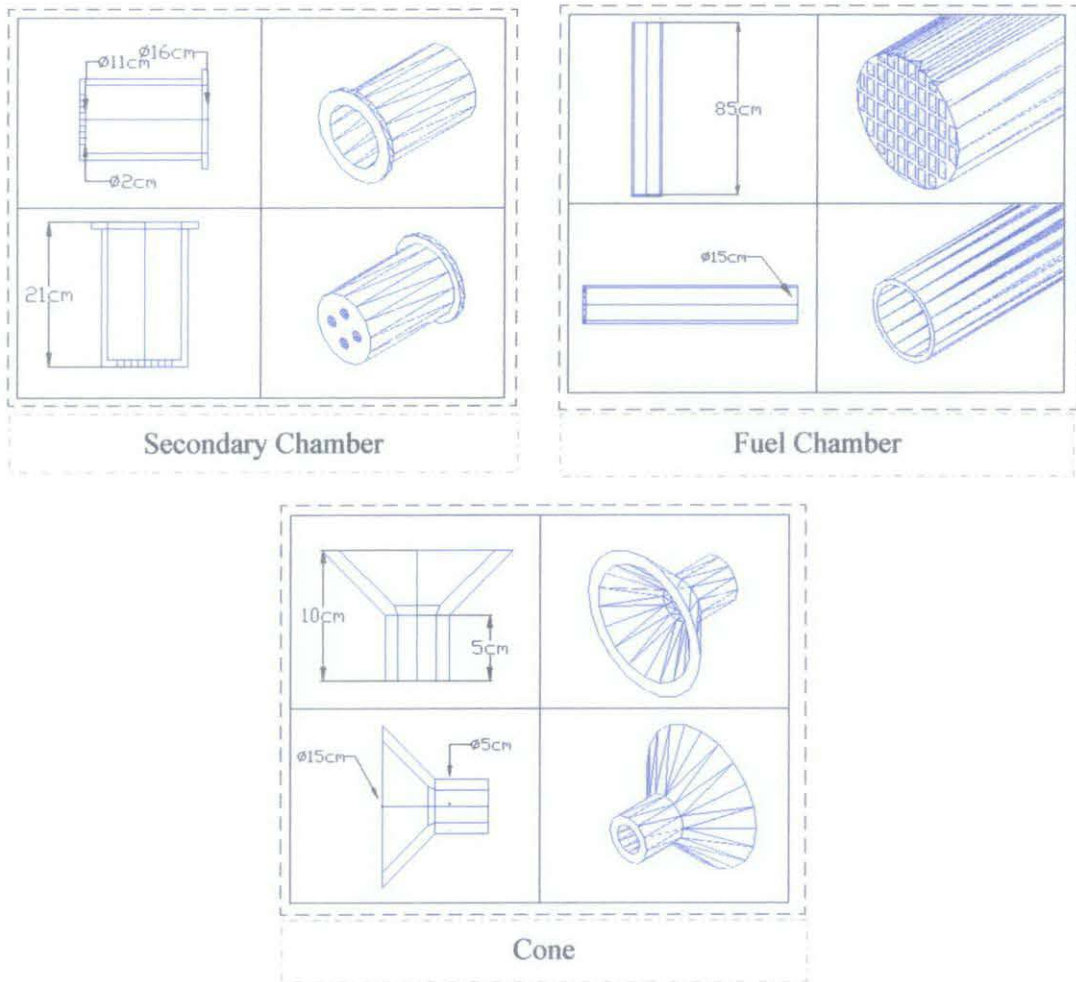 Ø16cm
Ø11cm
Ø2cm
21cm
Secondary Chamber
85cm
Ø15cm
Fuel Chamber
10cm
5cm
Ø15cm
Ø5cm
Cone